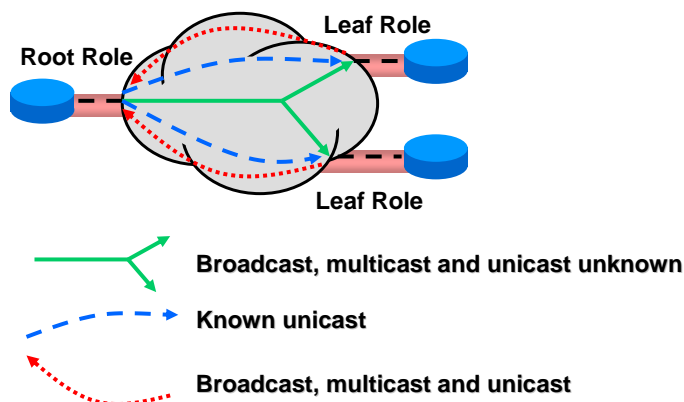 Leaf Role
Root Role
Leaf Role
Broadcast, multicast and unicast unknown
Known unicast
Broadcast, multicast and unicast